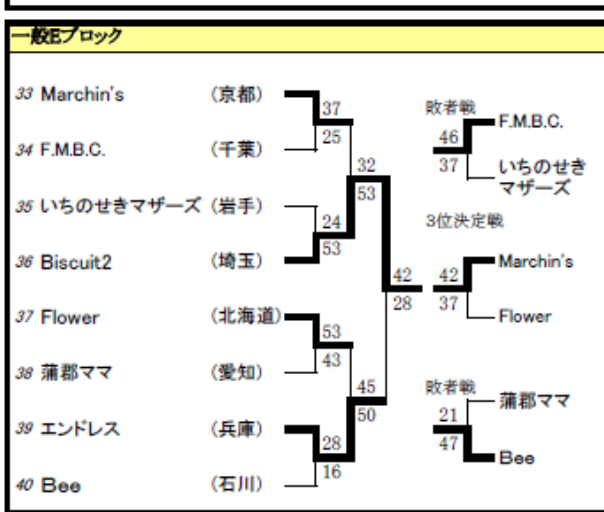 一般Eブロック
33 Marchin's (京都)
37
25
34 F.M.B.C. (千葉)
32
53
35 いちのせきマザーズ (岩手)
24
53
36 Biscuit2 (埼玉)
42
28
37 Flower (北海道)
53
43
38 蒲郡ママ (愛知)
45
50
39 エンドレス (兵庫)
28
16
40 Bee (石川)
敗者戦
F.M.B.C.
46
37
いちのせき
マザーズ
3位決定戦
Marchin's
42
37
Flower
敗者戦
蒲郡ママ
21
47
Bee